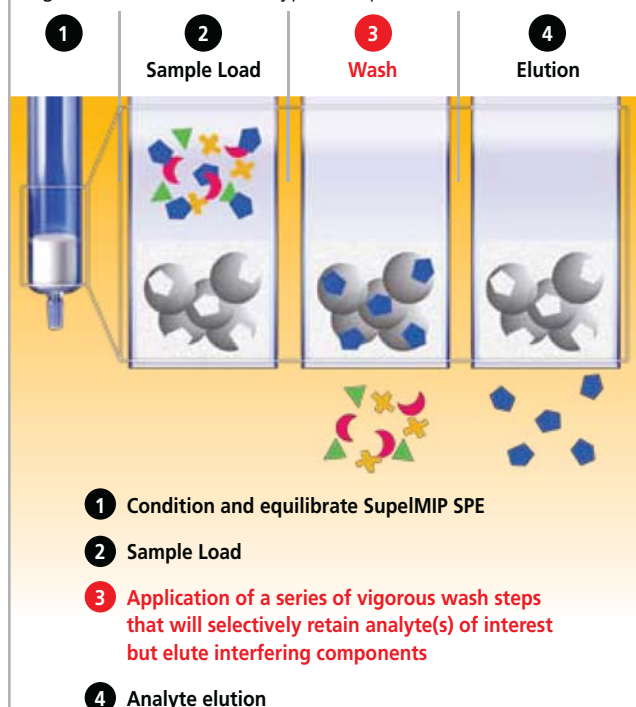 1 2 3 4
Sample Load Wash Elution
1 Condition and equilibrate SupelMIP SPE
2 Sample Load
3 Application of a series of vigorous wash steps
that will selectively retain analyte(s) of interest
but elute interfering components
4 Analyte elution